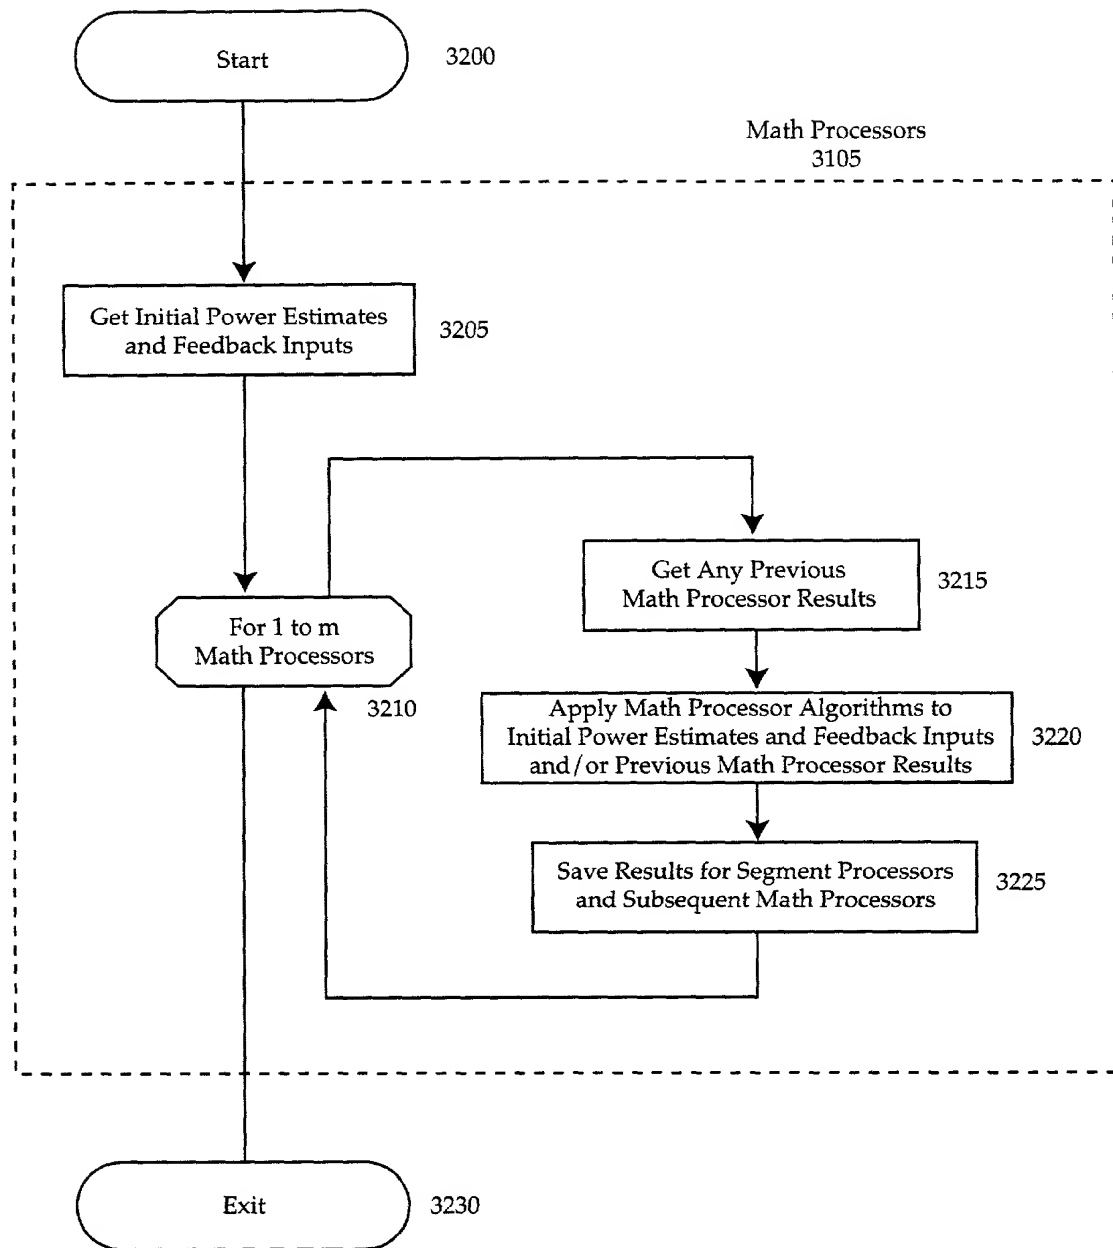 Start
3200
Math Processors
3105
Get Initial Power Estimates
and Feedback Inputs
3205
For 1 to m
Math Processors
3210
Get Any Previous
Math Processor Results
3215
Apply Math Processor Algorithms to
Initial Power Estimates and Feedback Inputs
and/or Previous Math Processor Results
3220
Save Results for Segment Processors
and Subsequent Math Processors
3225
Exit
3230